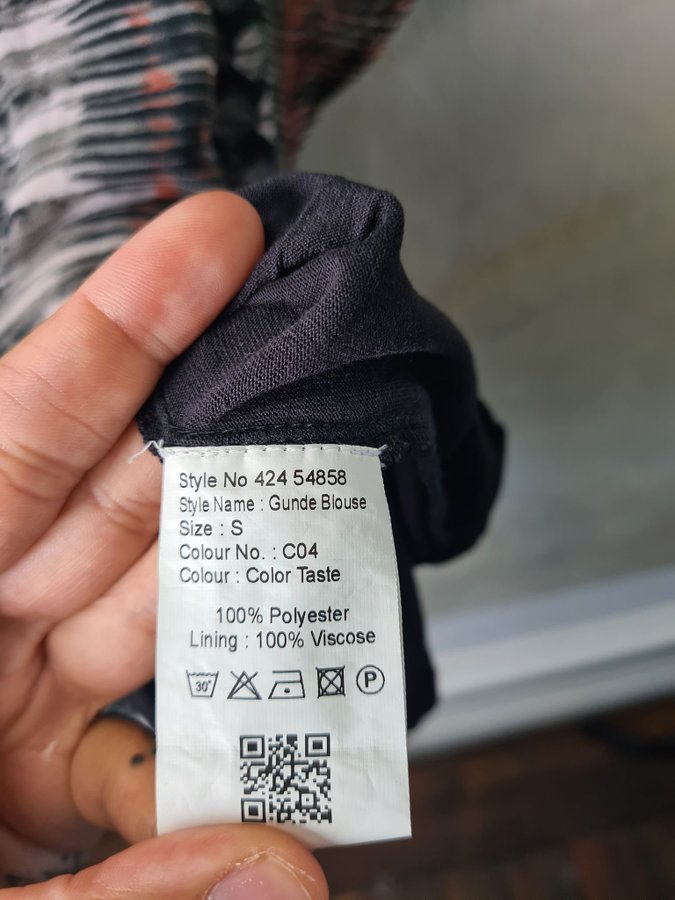 Style No 424 54858
Style Name : Gunde Blouse
Size : S
Colour No. : C04
Colour : Color Taste
100% Polyester
Lining : 100% Viscose
30° P